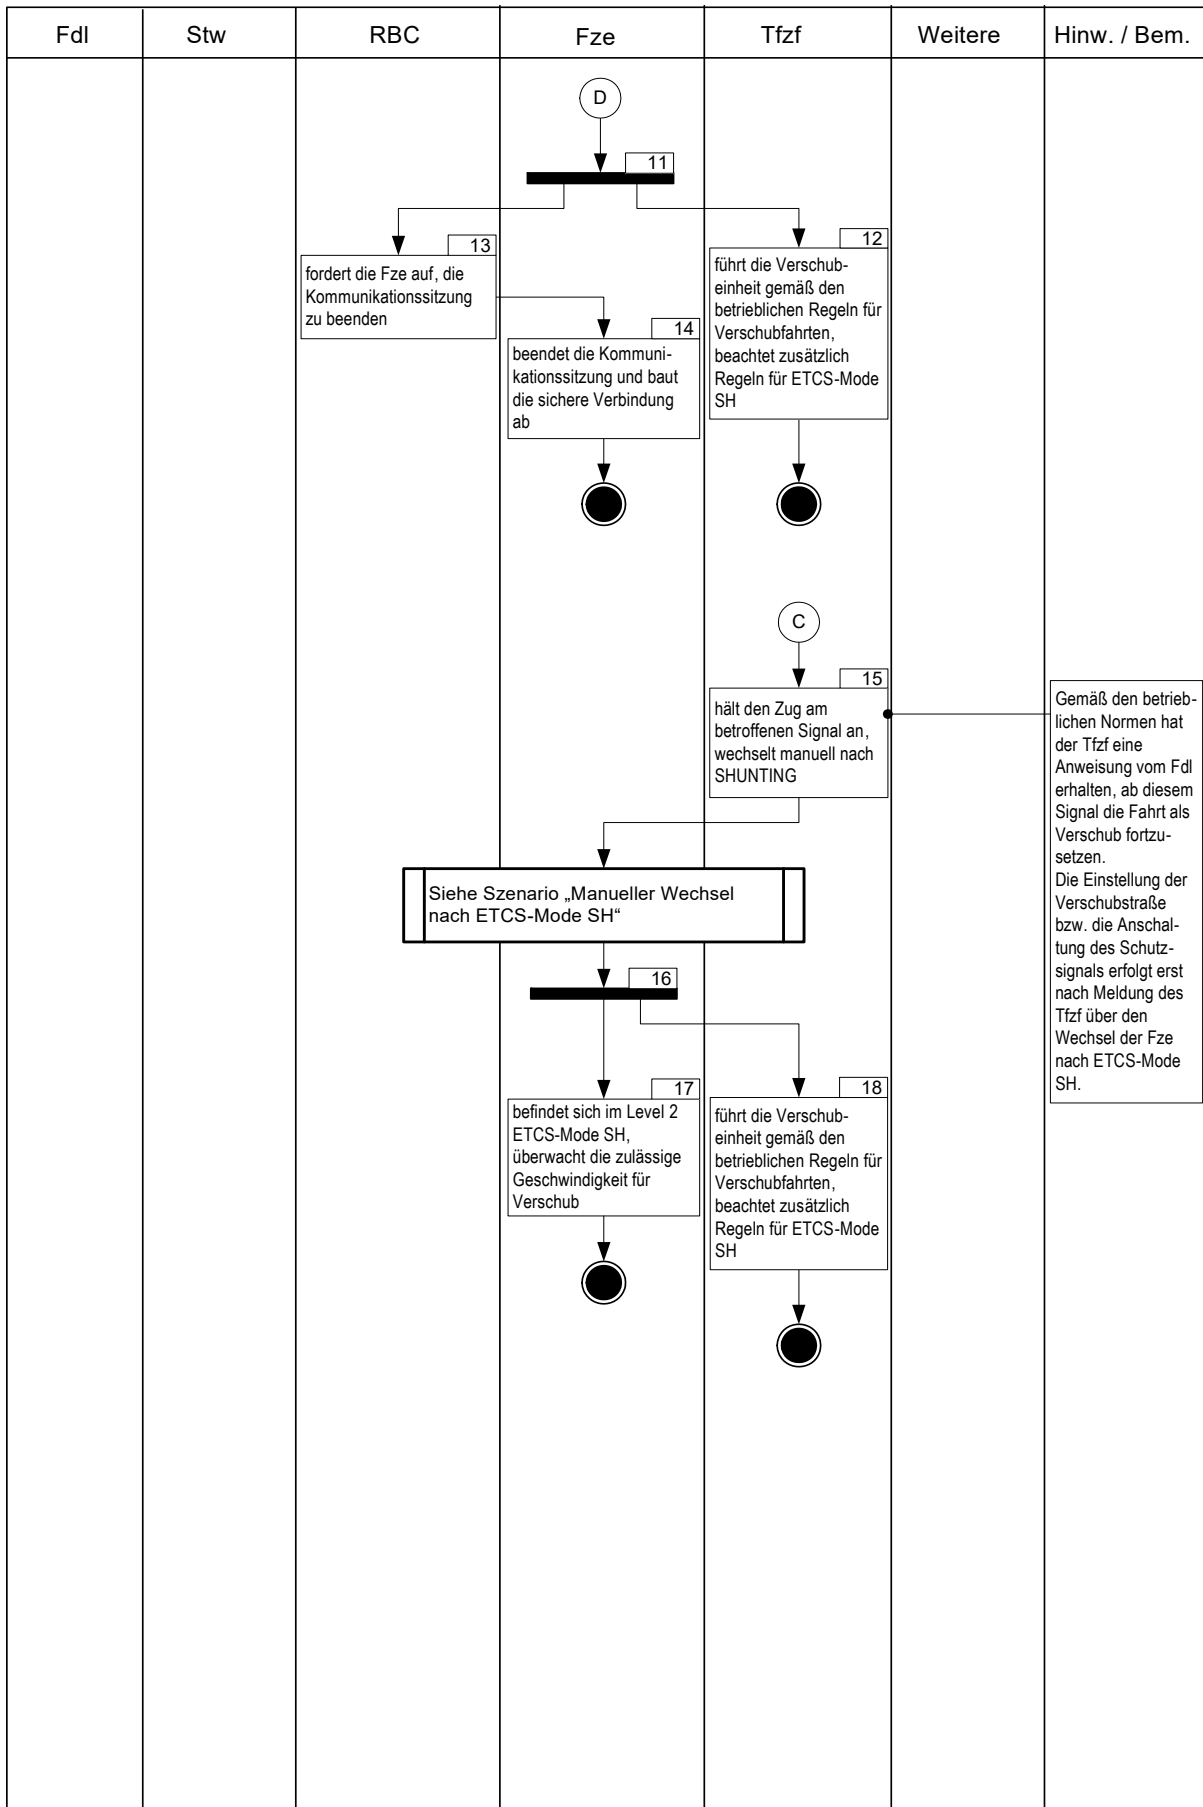 Fdl
Stw
RBC
Fze
Tfzf
Weitere
Hinw. / Bem.
D
11
13
fordert die Fze auf, die
Kommunikationssitzung
zu beenden
12
führt die Verschub-
einheit gemäß den
betrieblichen Regeln für
Verschubfahrten,
beachtet zusätzlich
Regeln für ETCS-Mode
SH
14
beendet die Kommuni-
kationssitzung und baut
die sichere Verbindung
ab
C
15
hält den Zug am
betroffenen Signal an,
wechselt manuell nach
SHUNTING
Gemäß den betrieb-
lichen Normen hat
der Tfzf eine
Anweisung vom Fdl
erhalten, ab diesem
Signal die Fahrt als
Verschub fortzu-
setzen.
Die Einstellung der
Verschubstraße
bzw. die Anschal-
tung des Schutz-
signals erfolgt erst
nach Meldung des
Tfzf über den
Wechsel der Fze
nach ETCS-Mode
SH.
Siehe Szenario „Manueller Wechsel
nach ETCS-Mode SH“
16
17
befindet sich im Level 2
ETCS-Mode SH,
überwacht die zulässige
Geschwindigkeit für
Verschub
18
führt die Verschub-
einheit gemäß den
betrieblichen Regeln für
Verschubfahrten,
beachtet zusätzlich
Regeln für ETCS-Mode
SH